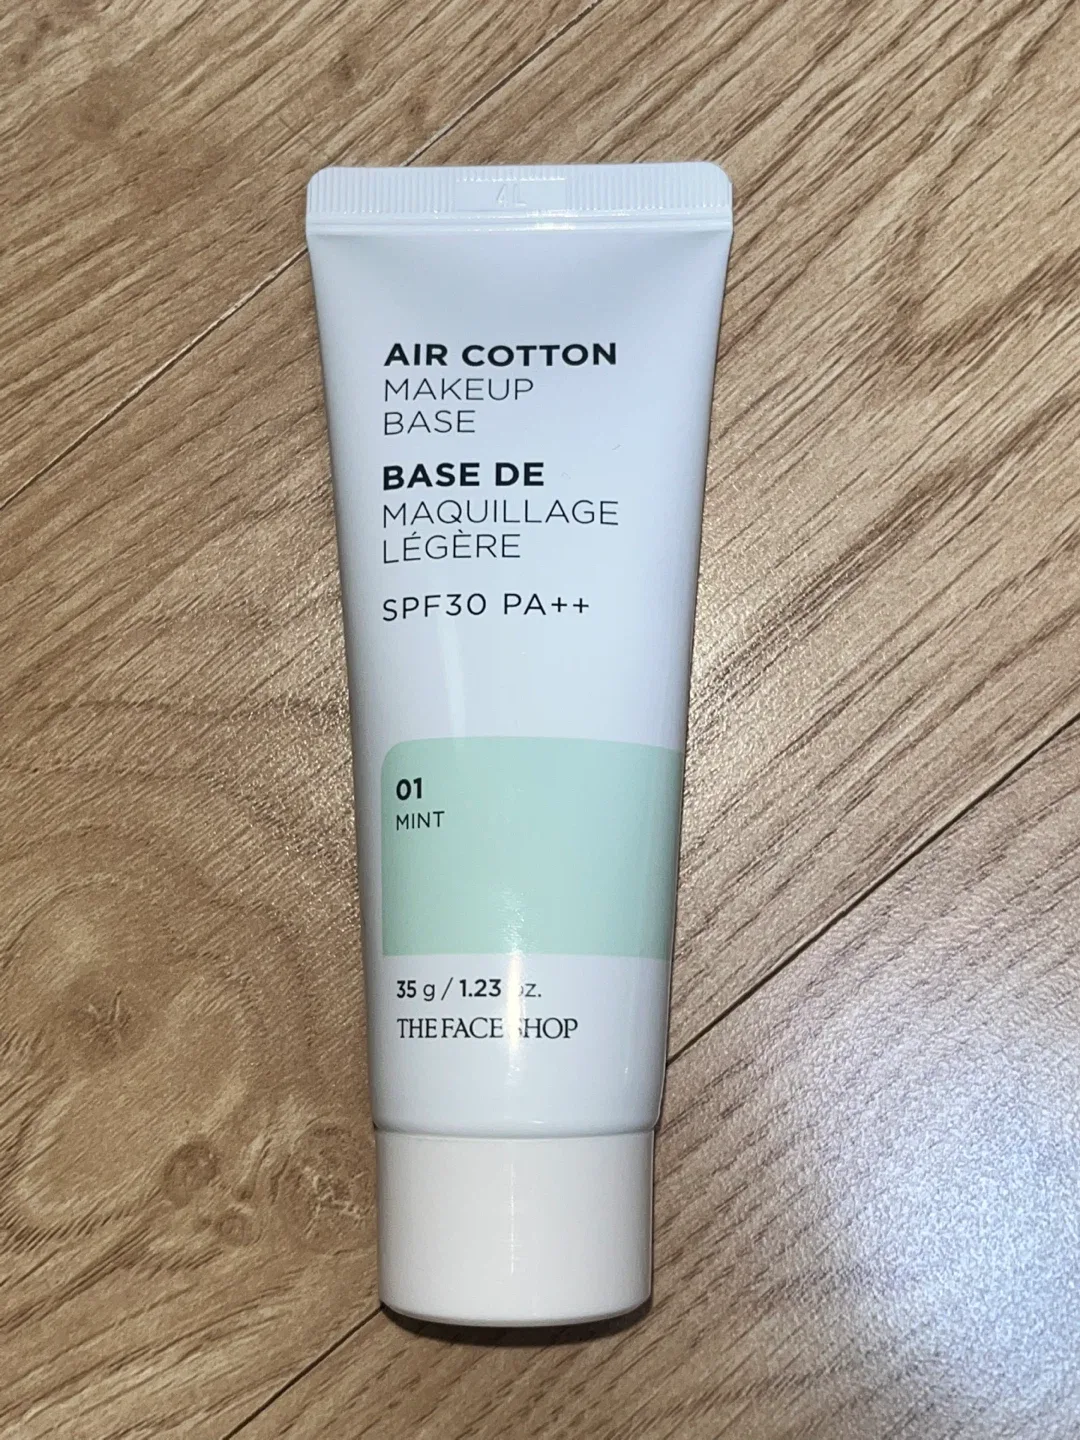 AIR COTTON
MAKEUP
BASE
BASE DE
MAQUILLAGE
LÉGÈRE
SPF30 PA++
01
MINT
35 g / 1.23 oz.
THE FACE SHOP